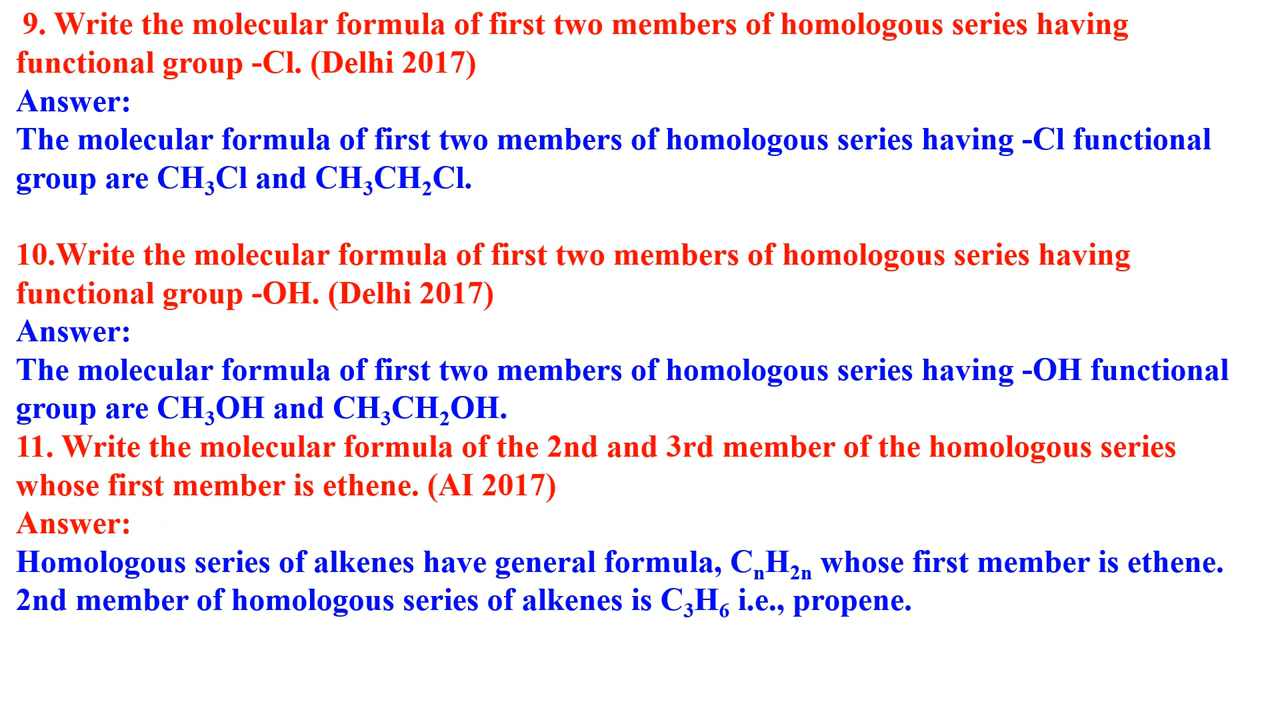 9. Write the molecular formula of first two members of homologous series having
functional group -Cl. (Delhi 2017)
Answer:
The molecular formula of first two members of homologous series having -Cl functional
group are CH₃Cl and CH₃CH₂Cl.
10.Write the molecular formula of first two members of homologous series having
functional group -OH. (Delhi 2017)
Answer:
The molecular formula of first two members of homologous series having -OH functional
group are CH₃OH and CH₃CH₂OH.
11. Write the molecular formula of the 2nd and 3rd member of the homologous series
whose first member is ethene. (AI 2017)
Answer:
Homologous series of alkenes have general formula, CₙH₂ₙ whose first member is ethene.
2nd member of homologous series of alkenes is C₃H₆ i.e., propene.